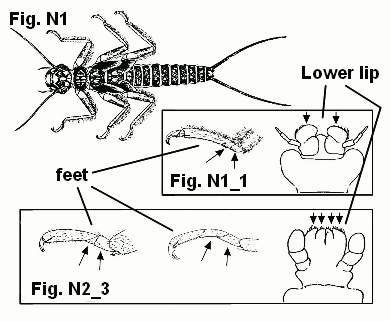 Fig. N1
Lower lip
feet
Fig. N1_1
Fig. N2_3